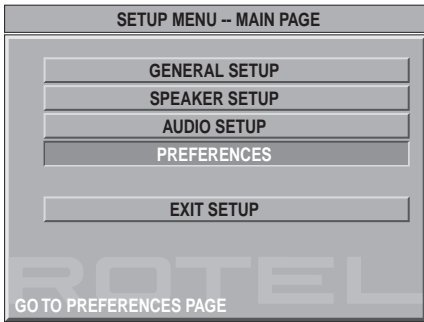 SETUP MENU -- MAIN PAGE
GENERAL SETUP
SPEAKER SETUP
AUDIO SETUP
PREFERENCES
EXIT SETUP
ROTEL
GO TO PREFERENCES PAGE